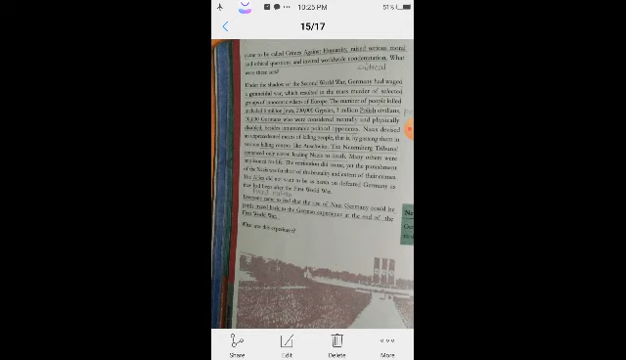 10:25 PM
51%
15/17
came to be called Crimes Against Humanity, raised serious moral
and ethical questions and invited worldwide condemnation. What
were these acts?
critical
Under the shadow of the Second World War, Germany had waged
a genocidal war, which resulted in the mass murder of selected
groups of innocent civilians of Europe. The number of people killed
included 6 million Jews, 200,000 Gypsies, 1 million Polish civilians,
70,000 Germans who were considered mentally and physically
disabled, besides innumerable political opponents. Nazis devised
an unprecedented means of killing people, that is, by gassing them in
various killing centres like Auschwitz. The Nuremberg Tribunal
sentenced only eleven leading Nazis to death. Many others were
imprisoned for life. The retribution did come, yet the punishment
of the Nazis was far short of the brutality and extent of their crimes.
The Allies did not want to be as harsh on defeated Germany as
they had been after the First World War.
Everyone came to feel that the rise of Nazi Germany could be
partly traced back to the German experience at the end of the
First World War.
What was this experience?
Ne
Share
Edit
Delete
More